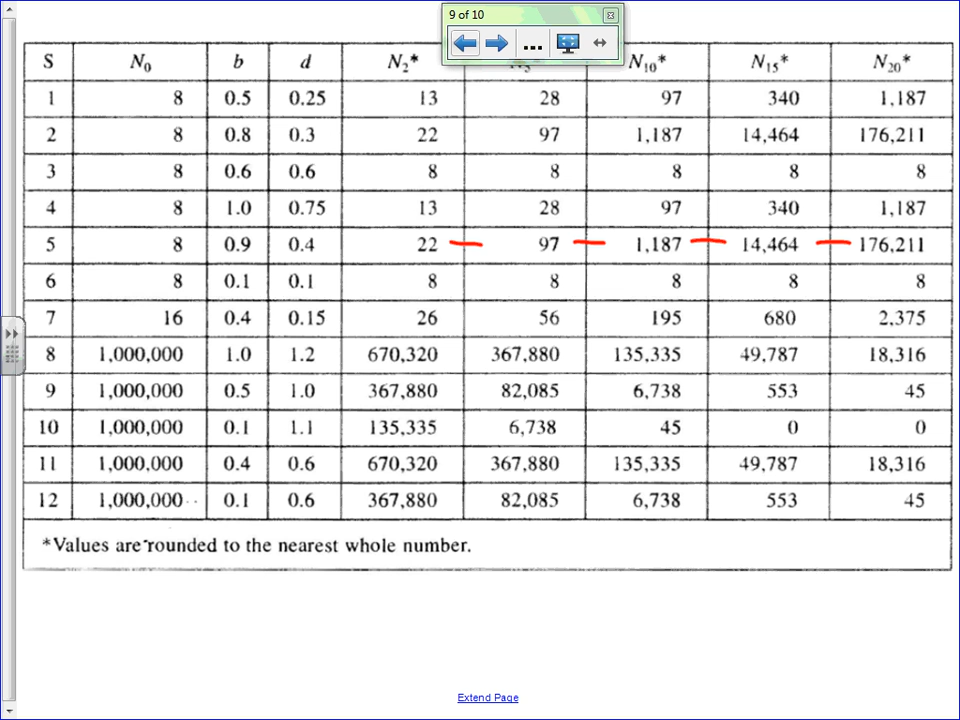 9 of 10
S N₀ b d N₂* N₅* N₁₀* N₁₅* N₂₀*
1 8 0.5 0.25 13 28 97 340 1,187
2 8 0.8 0.3 22 97 1,187 14,464 176,211
3 8 0.6 0.6 8 8 8 8 8
4 8 1.0 0.75 13 28 97 340 1,187
5 8 0.9 0.4 22 97 1,187 14,464 176,211
6 8 0.1 0.1 8 8 8 8 8
7 16 0.4 0.15 26 56 195 680 2,375
8 1,000,000 1.0 1.2 670,320 367,880 135,335 49,787 18,316
9 1,000,000 0.5 1.0 367,880 82,085 6,738 553 45
10 1,000,000 0.1 1.1 135,335 6,738 45 0 0
11 1,000,000 0.4 0.6 670,320 367,880 135,335 49,787 18,316
12 1,000,000 0.1 0.6 367,880 82,085 6,738 553 45
*Values are rounded to the nearest whole number.
Extend Page